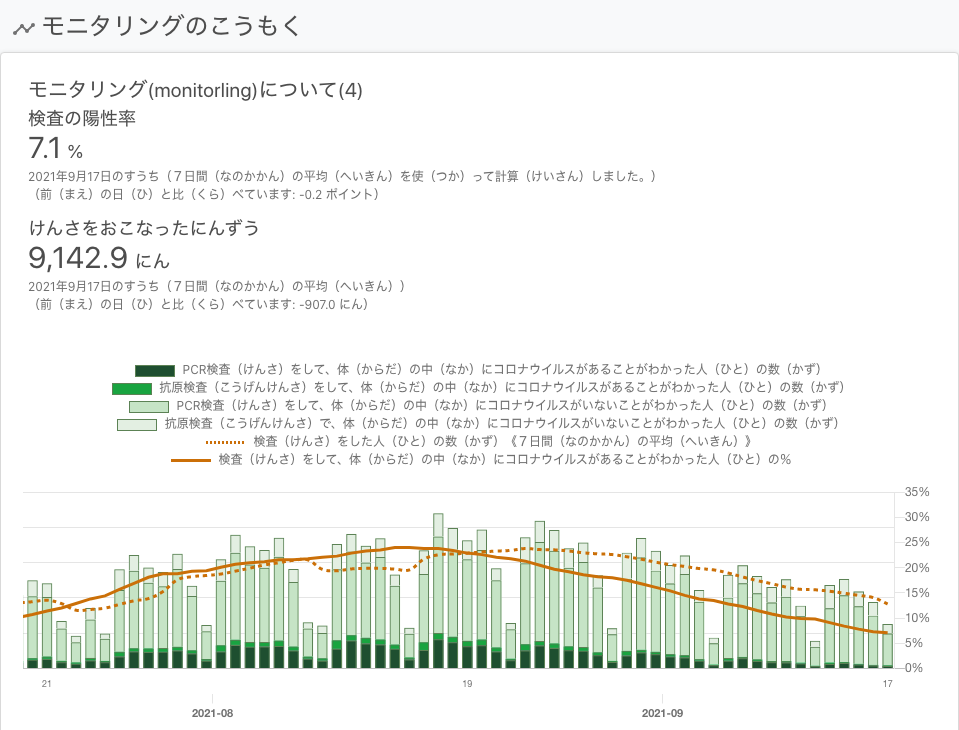 モニタリングのこうもく
モニタリング(monitorling)について(4)
検査の陽性率
7.1 %
2021年9月17日のすうち（７日間（なのかかん）の平均（へいきん）を使（つか）って計算（けいさん）しました。）
（前（まえ）の日（ひ）と比（くら）べています: -0.2 ポイント）
けんさをおこなったにんずう
9,142.9 にん
2021年9月17日のすうち（７日間（なのかかん）の平均（へいきん））
（前（まえ）の日（ひ）と比（くら）べています: -907.0 にん）
PCR検査（けんさ）をして、体（からだ）の中（なか）にコロナウイルスがあることがわかった人（ひと）の数（かず）
抗原検査（こうげんけんさ）をして、体（からだ）の中（なか）にコロナウイルスがあることがわかった人（ひと）の数（かず）
PCR検査（けんさ）をして、体（からだ）の中（なか）にコロナウイルスがいないことがわかった人（ひと）の数（かず）
抗原検査（こうげんけんさ）で、体（からだ）の中（なか）にコロナウイルスがいないことがわかった人（ひと）の数（かず）
検査（けんさ）をした人（ひと）の数（かず）《７日間（なのかかん）の平均（へいきん）》
検査（けんさ）をして、体（からだ）の中（なか）にコロナウイルスがあることがわかった人（ひと）の%
35%
30%
25%
20%
15%
10%
5%
0%
21 19 17
2021-08 2021-09